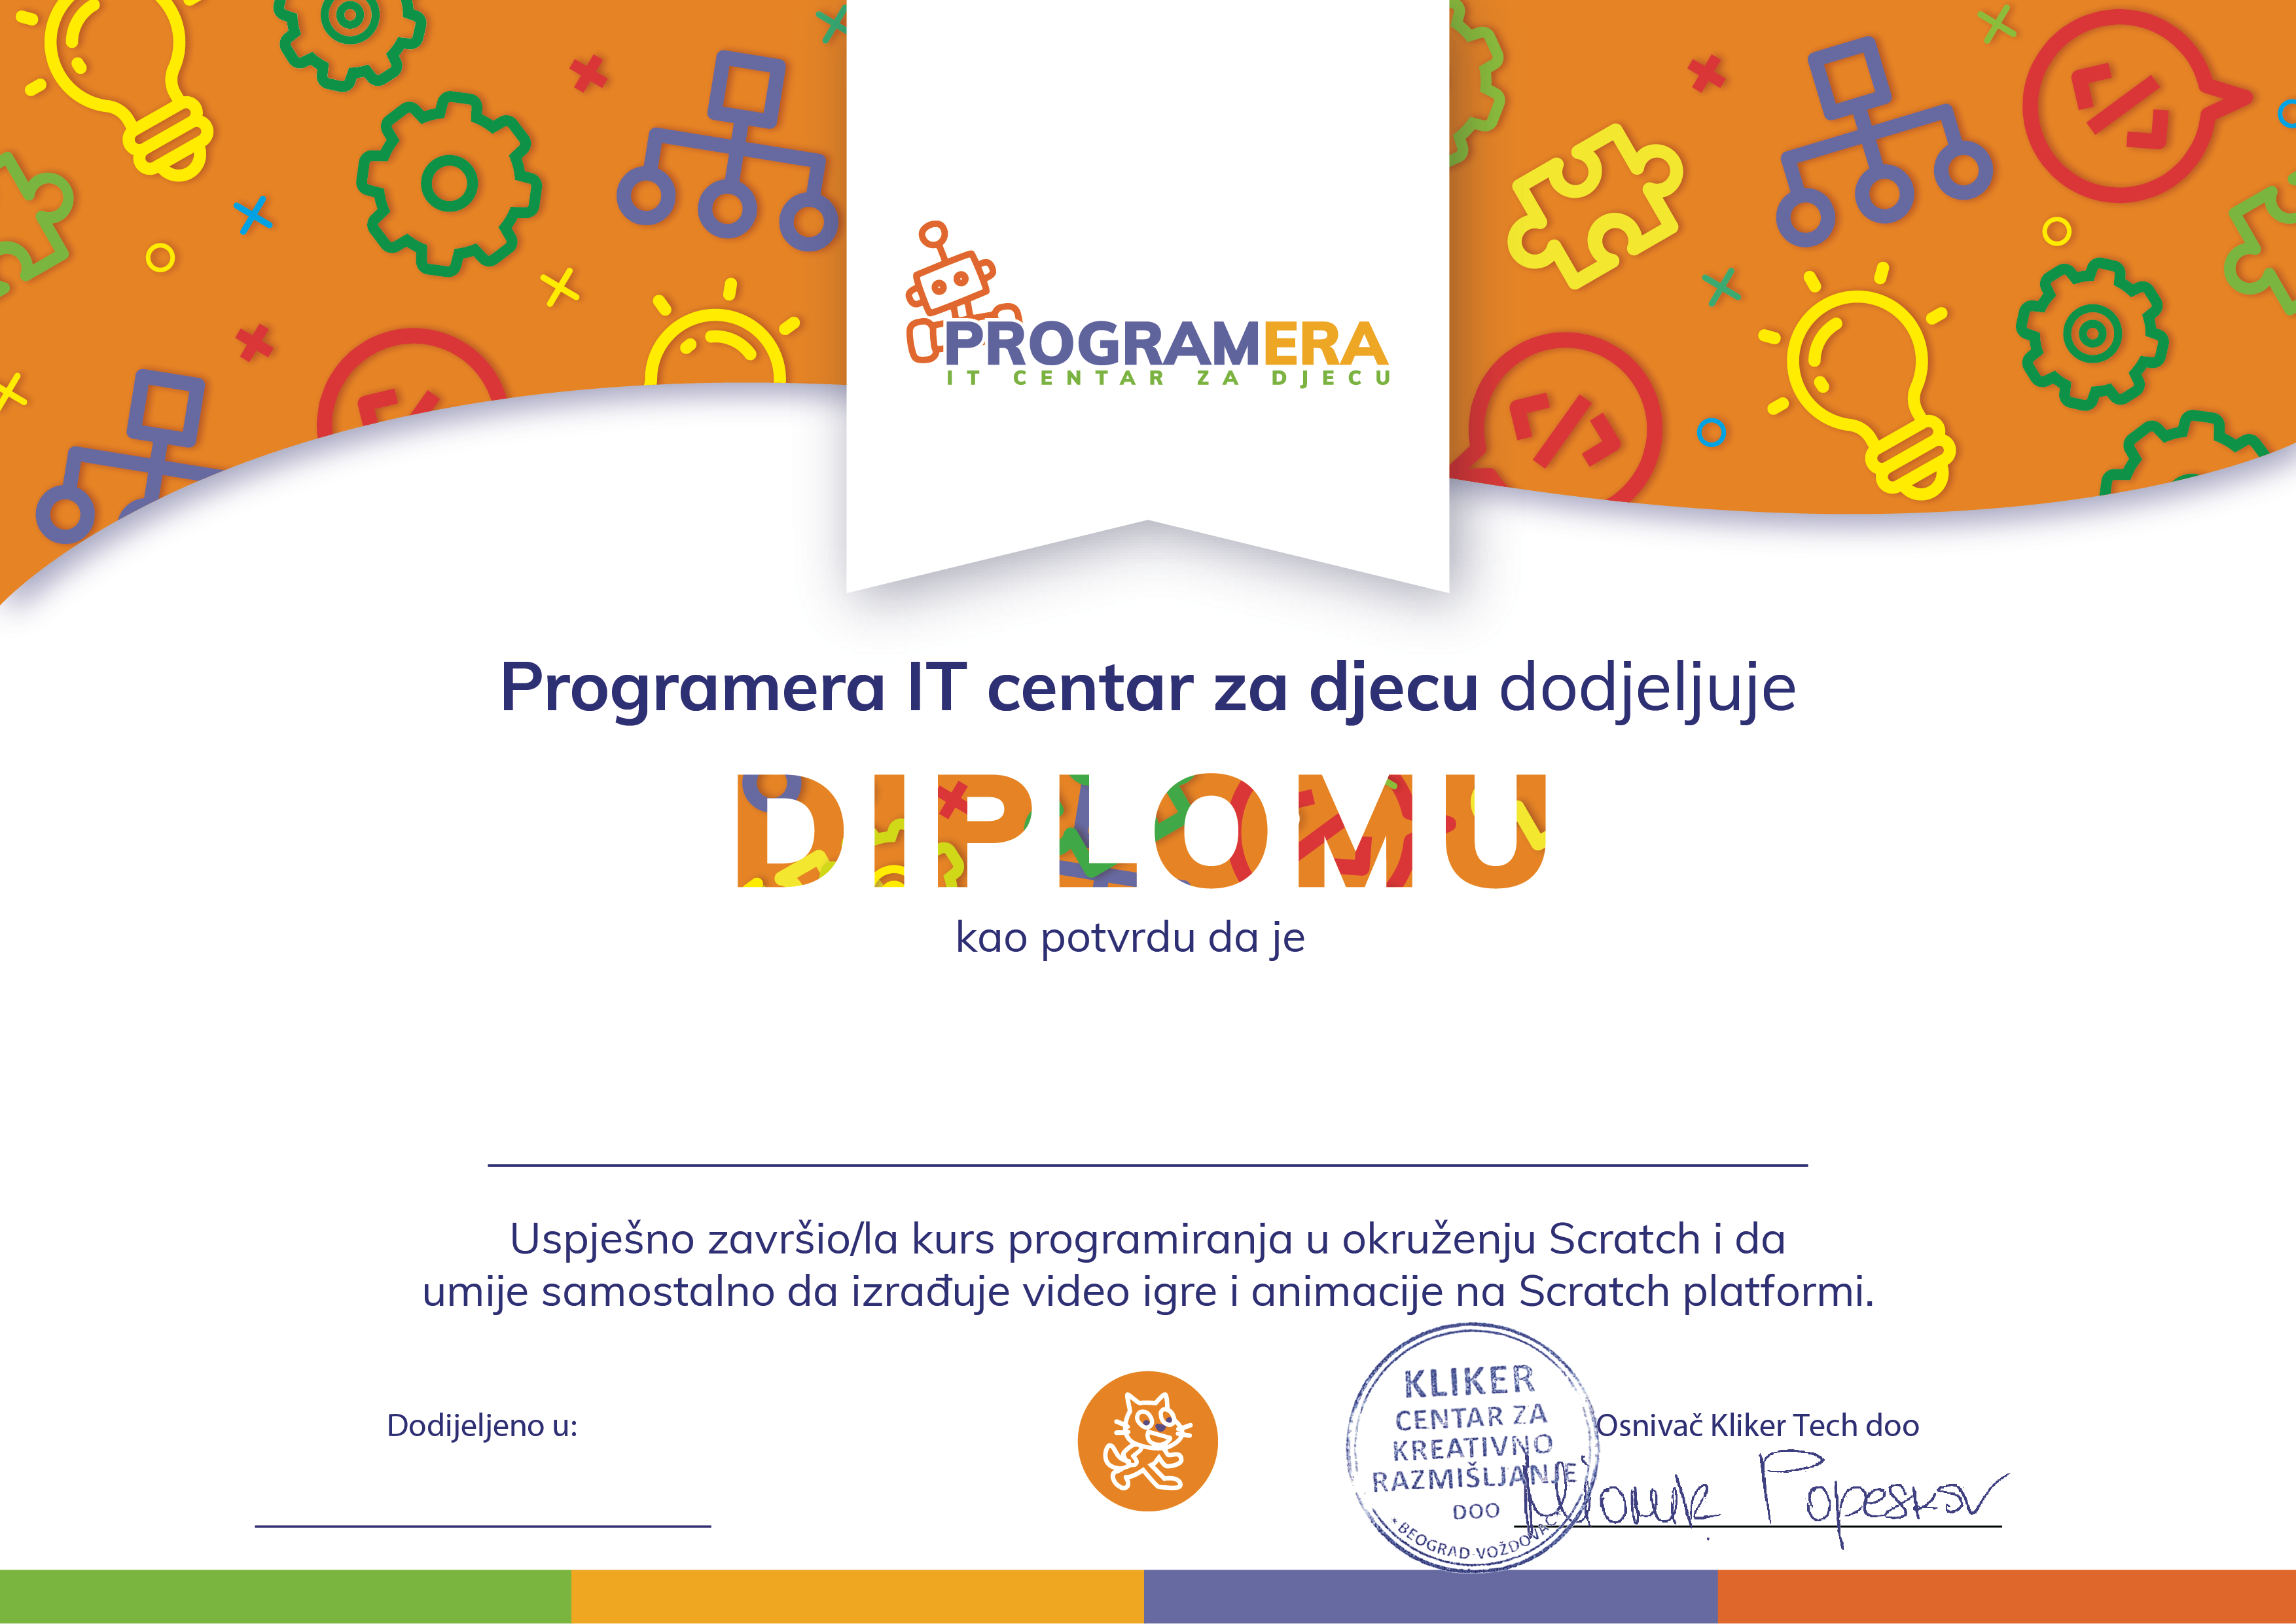 PROGRAMERA
IT CENTAR ZA DJECU
Programera IT centar za djecu dodjeljuje
DIPLOMU
kao potvrdu da je
Uspješno završio/la kurs programiranja u okruženju Scratch i da
umije samostalno da izrađuje video igre i animacije na Scratch platformi.
Dodijeljeno u:
KLIKER
CENTAR ZA
KREATIVNO
RAZMIŠLJANJE
DOO
BEOGRAD-VOŽDOVAC
Osnivač Kliker Tech doo
Popeskov